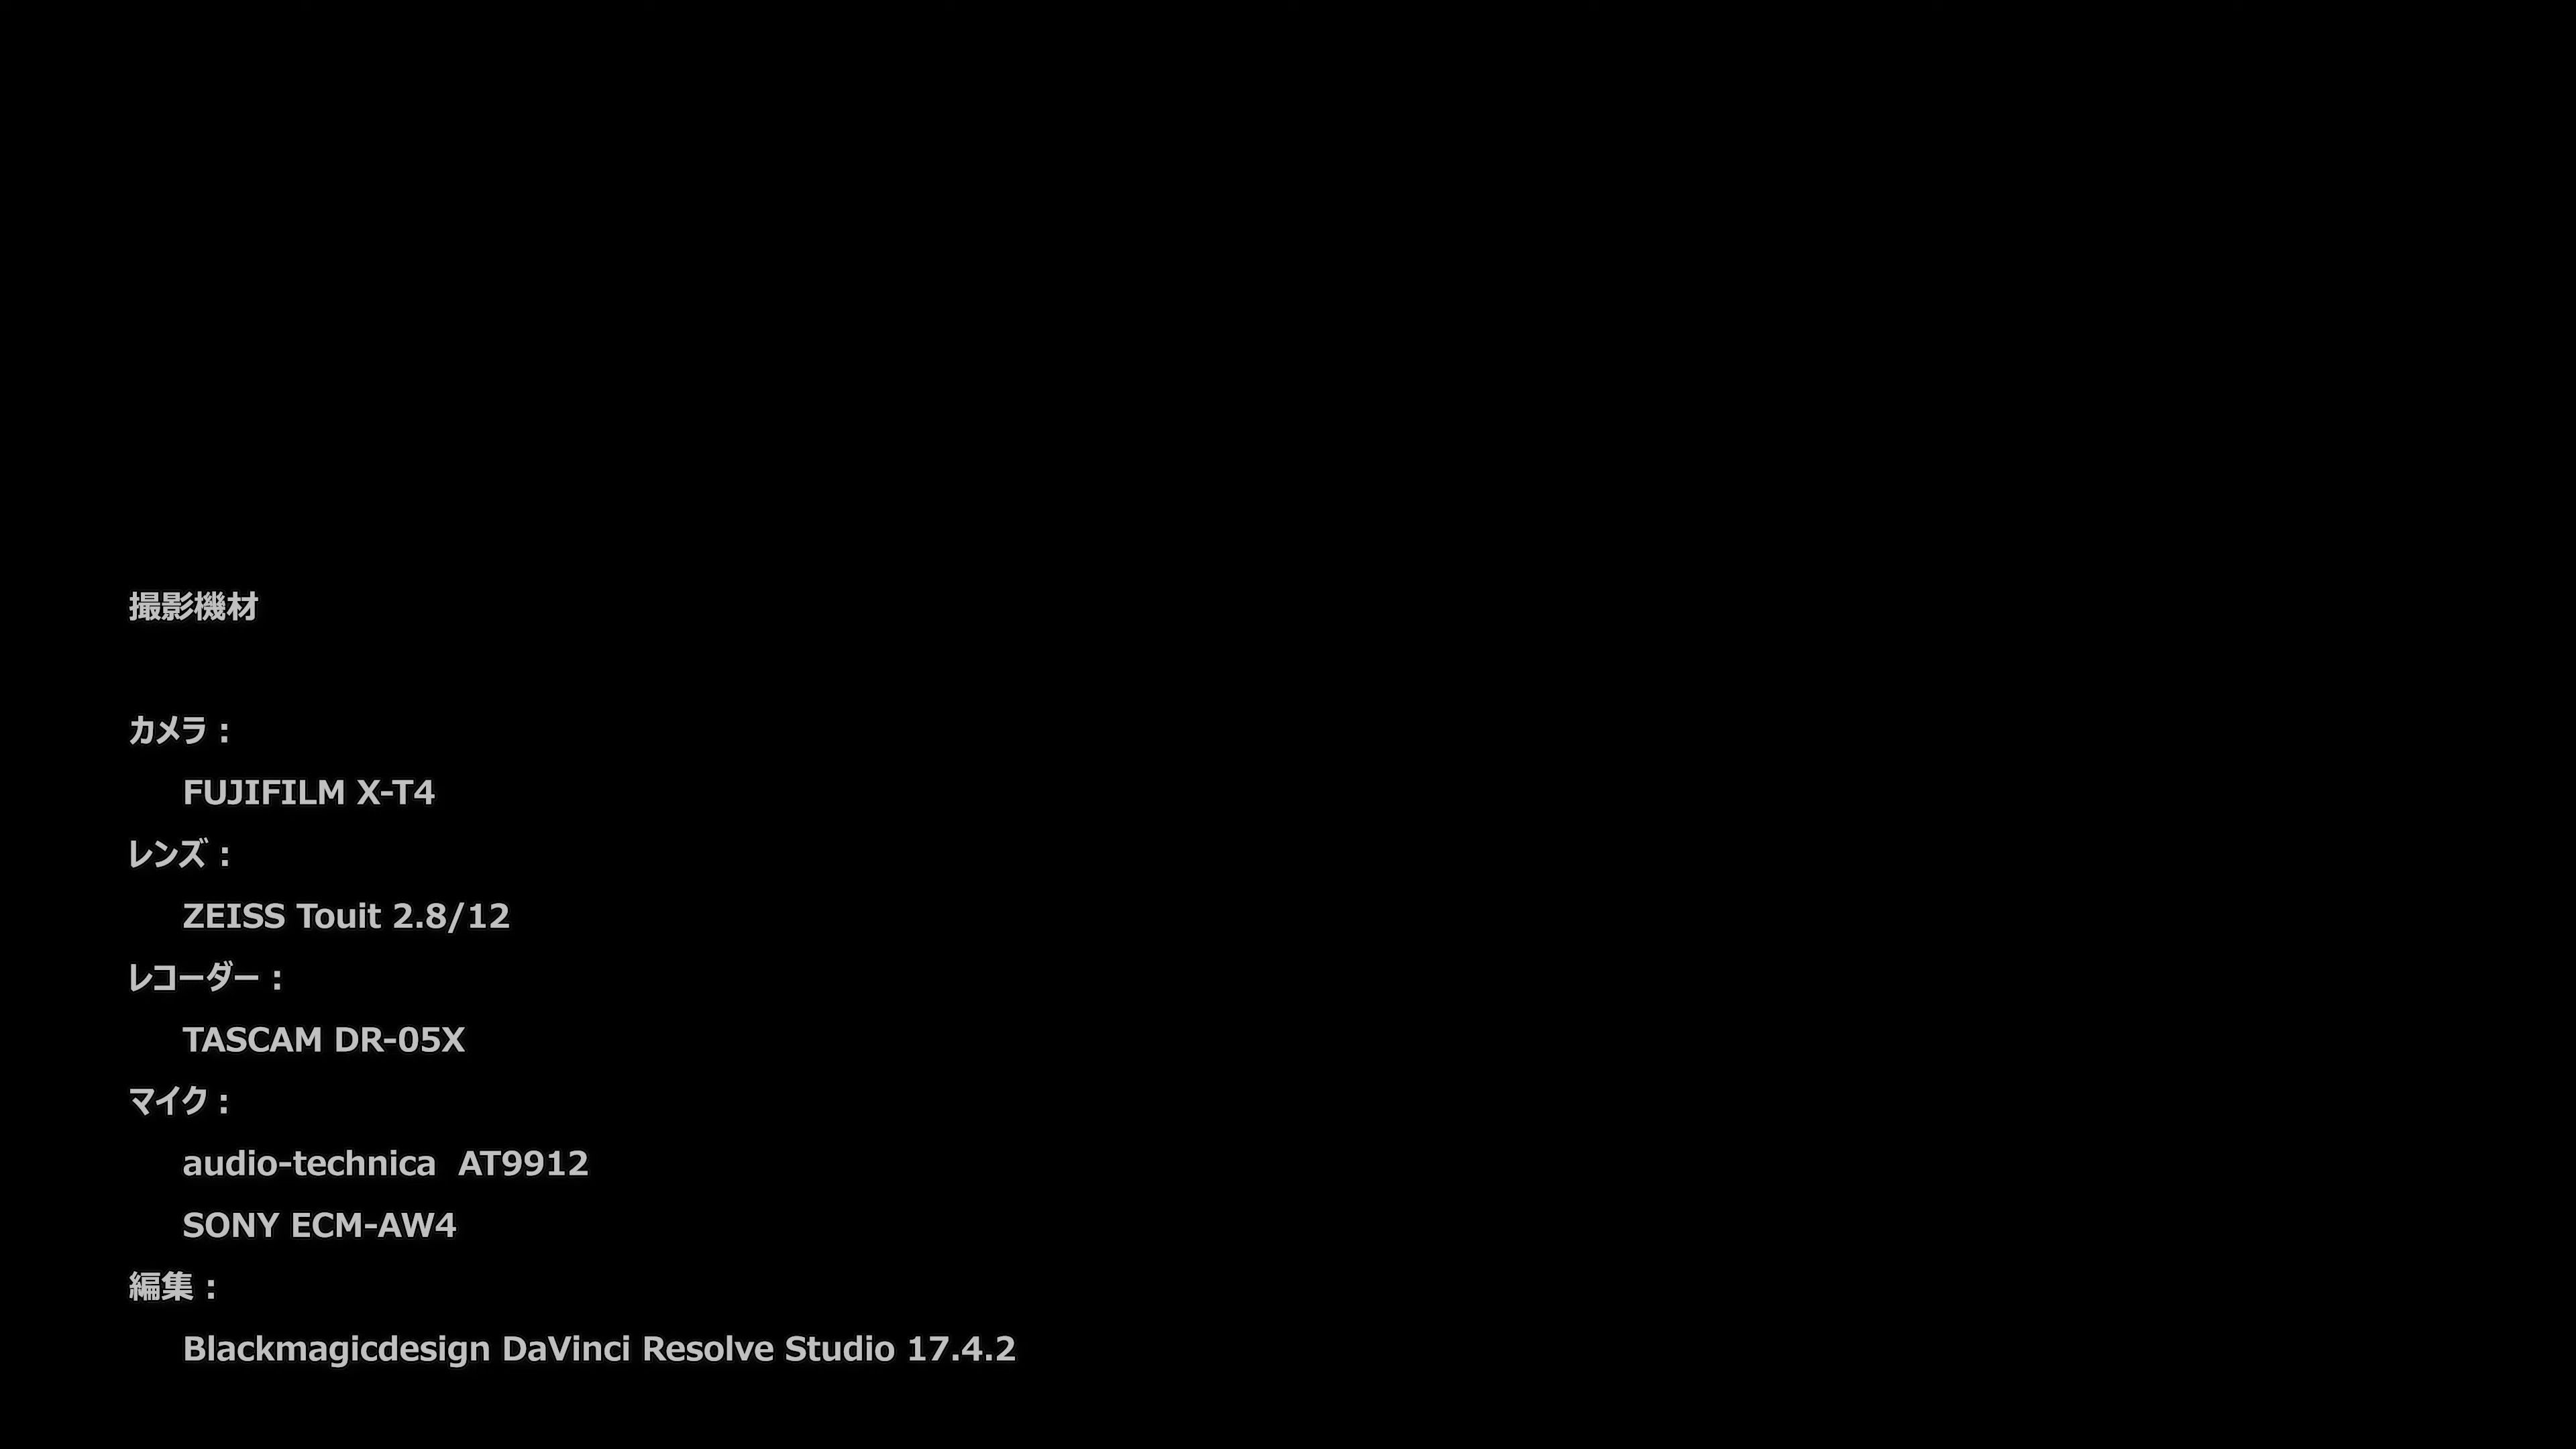 撮影機材
カメラ：
FUJIFILM X-T4
レンズ：
ZEISS Touit 2.8/12
レコーダー：
TASCAM DR-05X
マイク：
audio-technica  AT9912
SONY ECM-AW4
編集：
Blackmagicdesign DaVinci Resolve Studio 17.4.2